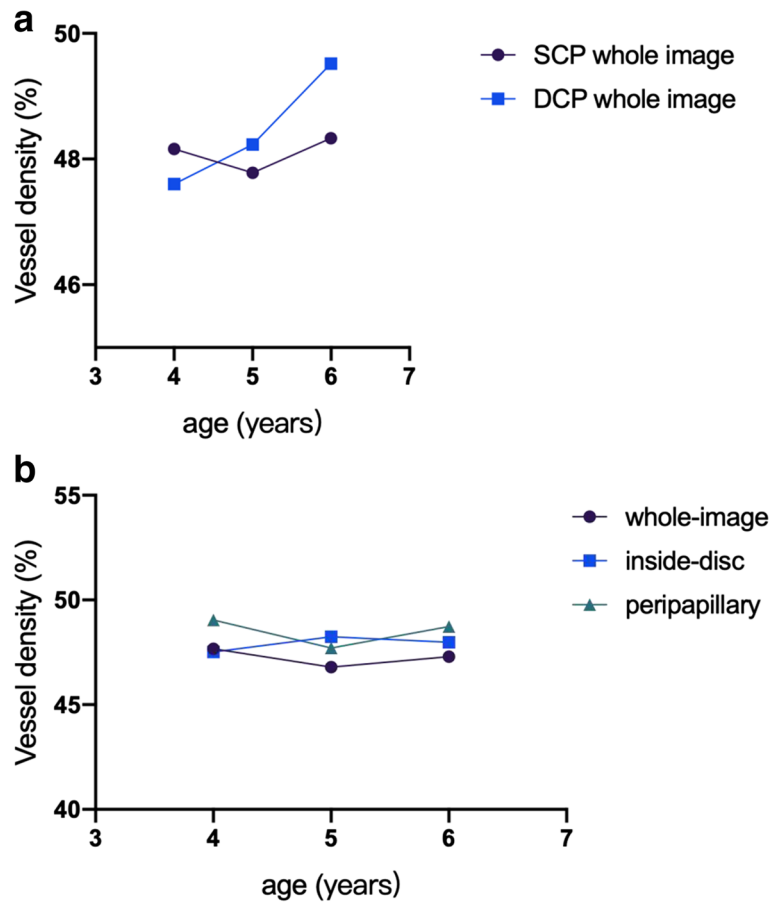 a
50
48
46
Vessel density (%)
3 4 5 6 7
age (years)
SCP whole image
DCP whole image
b
55
50
45
40
Vessel density (%)
3 4 5 6 7
age (years)
whole-image
inside-disc
peripapillary